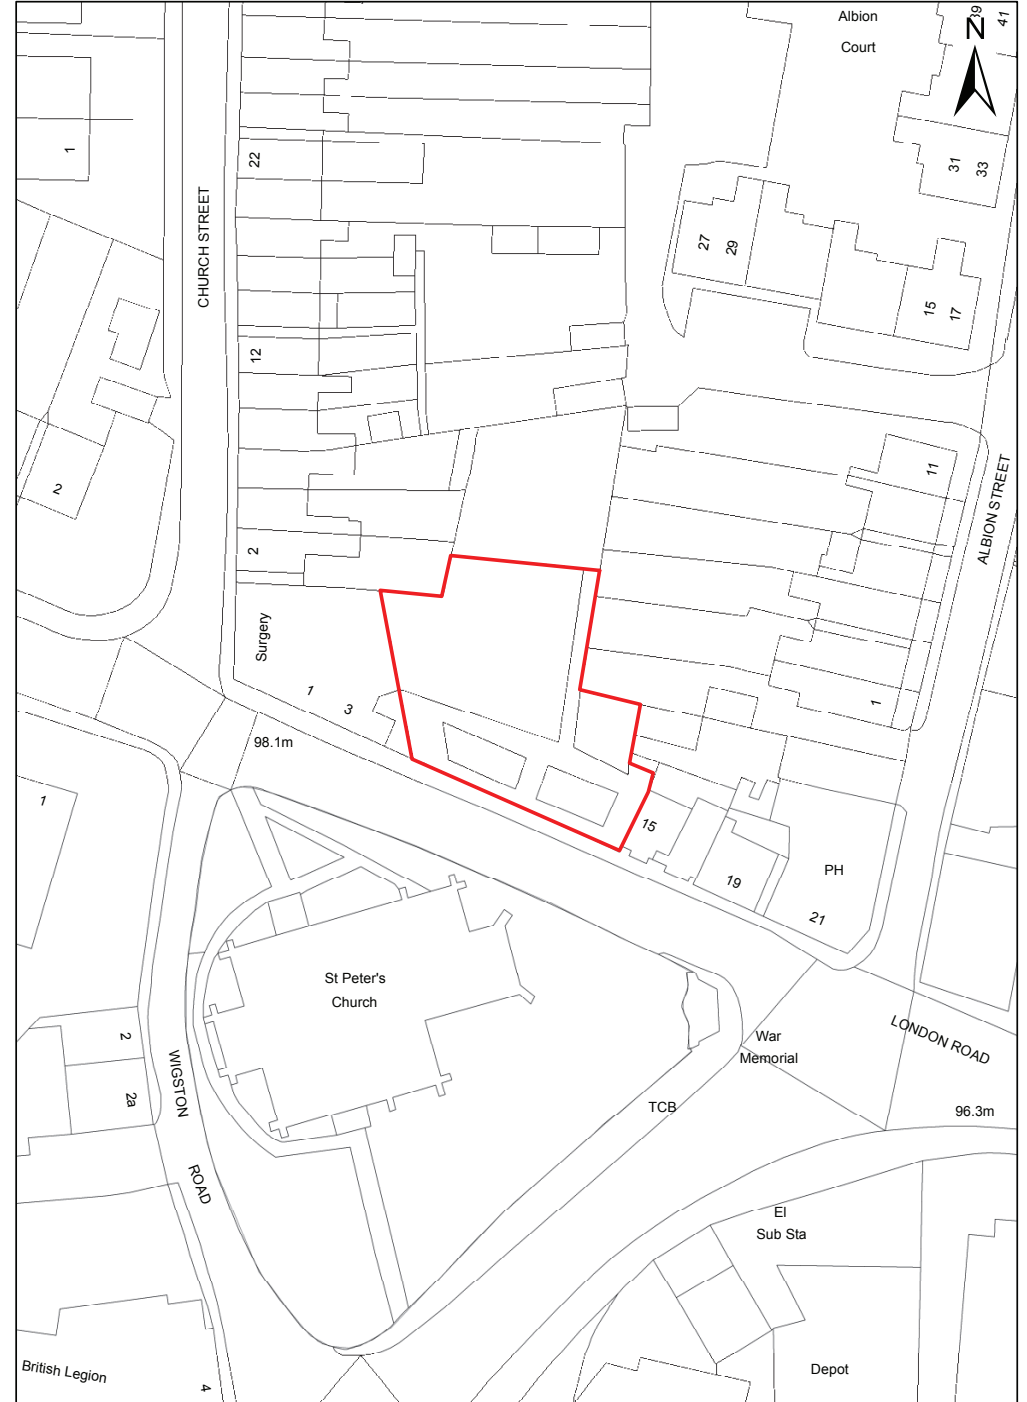 Albion
Court
39
41
N
1
22
31
33
CHURCH STREET
27
29
15
17
12
2
11
ALBION STREET
2
Surgery
1
3
1
98.1m
1
15
19
PH
21
St Peter's
Church
LONDON ROAD
War
Memorial
2
WIGSTON
2a
TCB
96.3m
ROAD
El
Sub Sta
British Legion
4
Depot